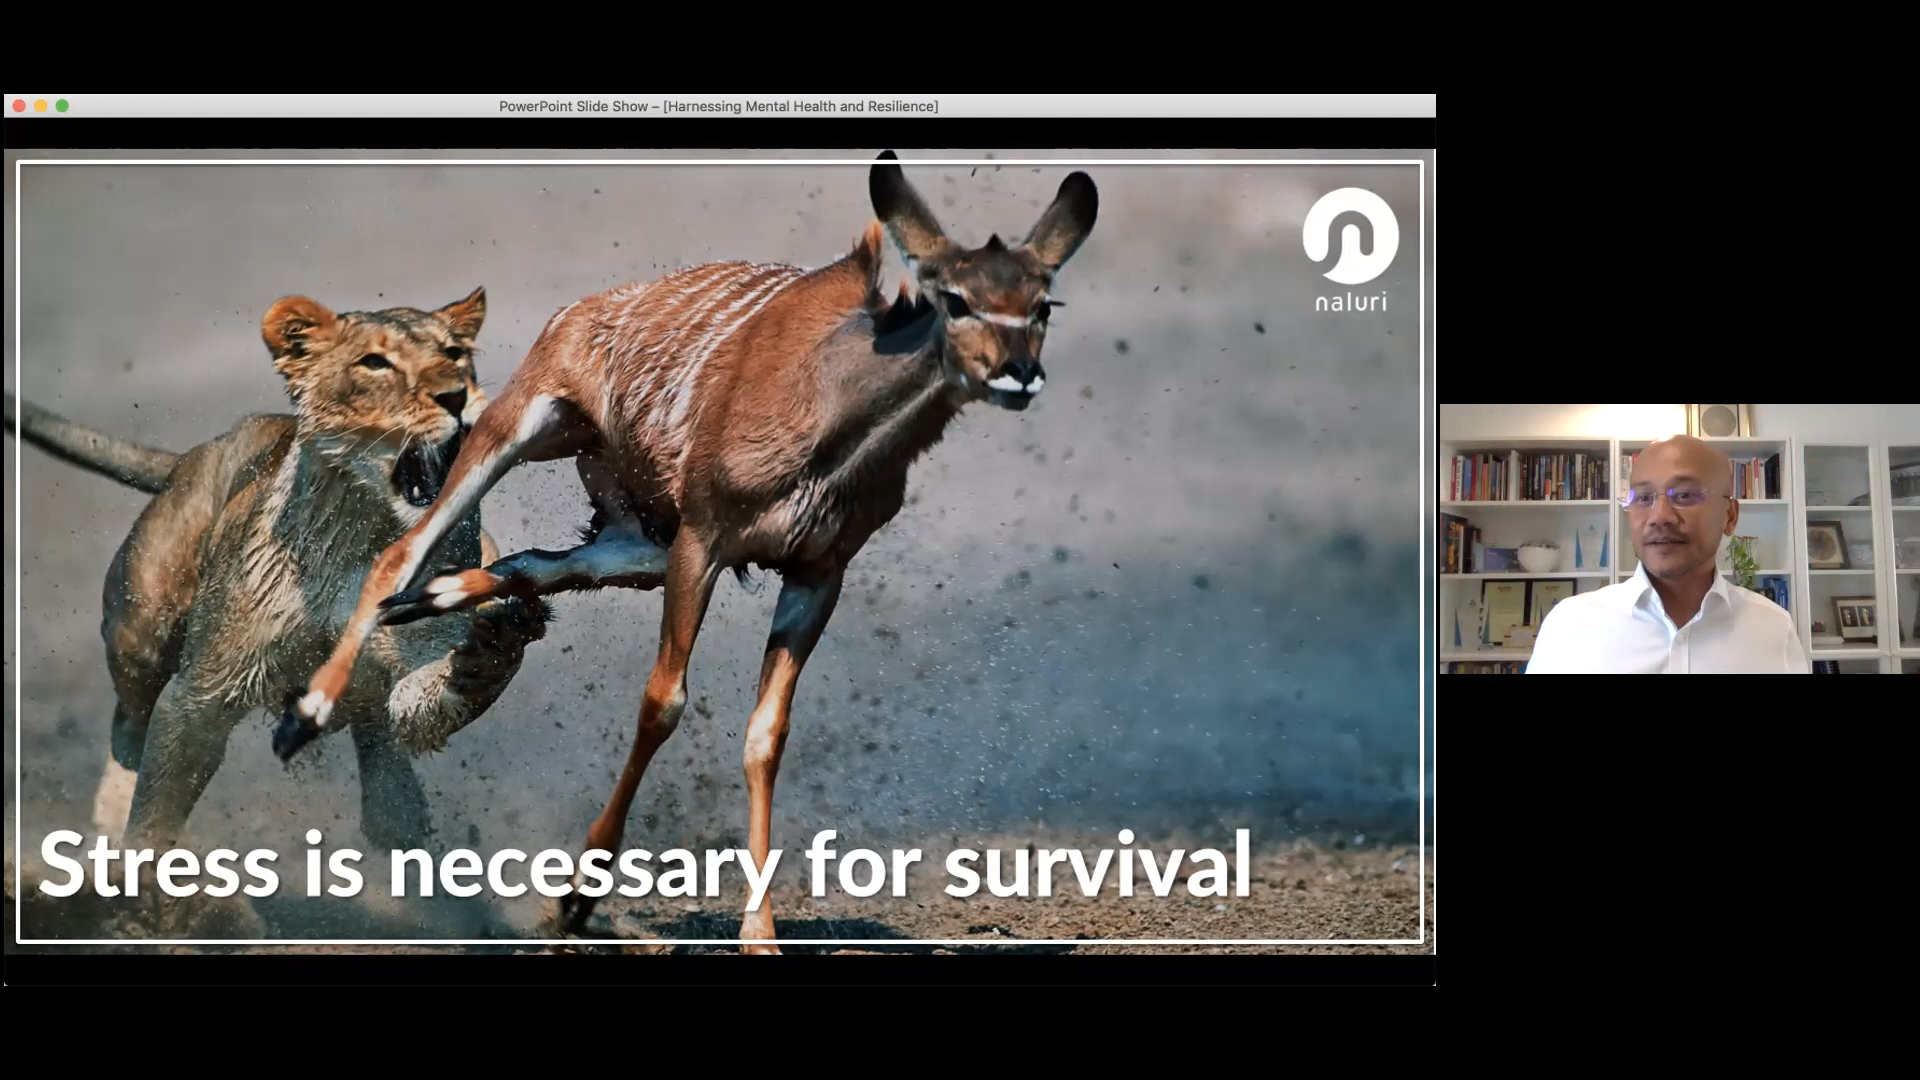 PowerPoint Slide Show – [Harnessing Mental Health and Resilience]
naluri
Stress is necessary for survival